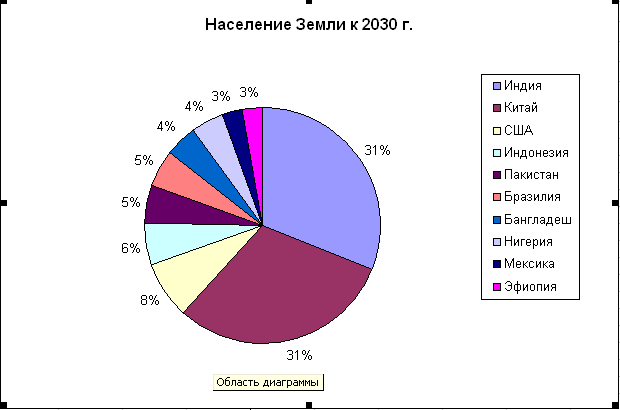 Население Земли к 2030 г.
31%
31%
8%
6%
5%
5%
4%
4%
3%
3%
Индия
Китай
США
Индонезия
Пакистан
Бразилия
Бангладеш
Нигерия
Мексика
Эфиопия
Область диаграммы